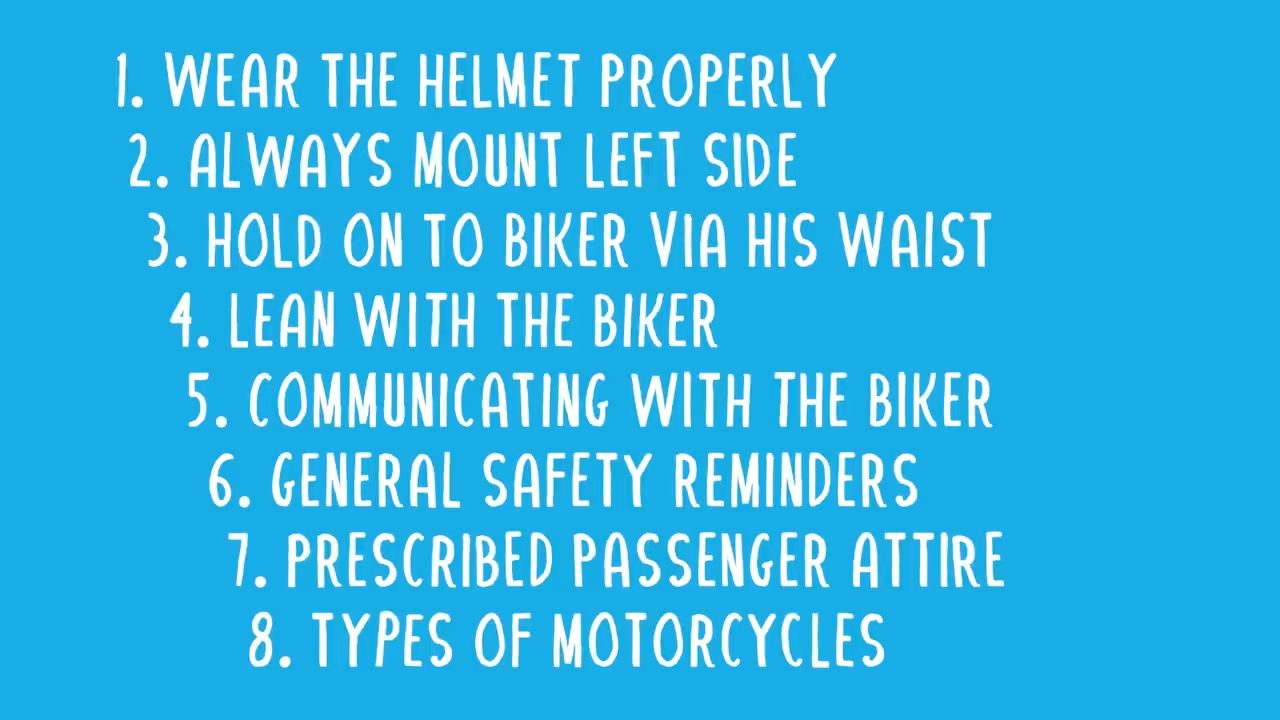 1. WEAR THE HELMET PROPERLY
2. ALWAYS MOUNT LEFT SIDE
3. HOLD ON TO BIKER VIA HIS WAIST
4. LEAN WITH THE BIKER
5. COMMUNICATING WITH THE BIKER
6. GENERAL SAFETY REMINDERS
7. PRESCRIBED PASSENGER ATTIRE
8. TYPES OF MOTORCYCLES